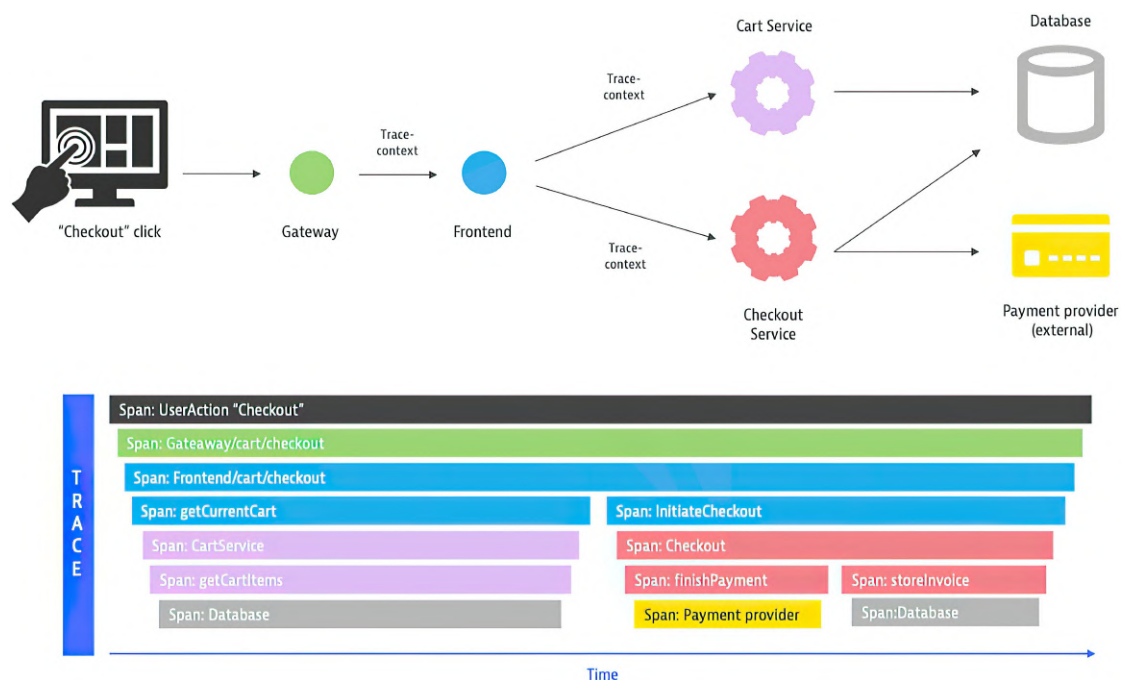 Cart Service
Database
Trace-
context
Trace-
context
"Checkout" click
Gateway
Frontend
Trace-
context
Checkout
Service
Payment provider
(external)
TRACE
Span: UserAction "Checkout"
Span: Gateaway/cart/checkout
Span: Frontend/cart/checkout
Span: getCurrentCart
Span: InitiateCheckout
Span: CartService
Span: Checkout
Span: getCartItems
Span: finishPayment
Span: storeInvoice
Span: Database
Span: Payment provider
Span:Database
Time